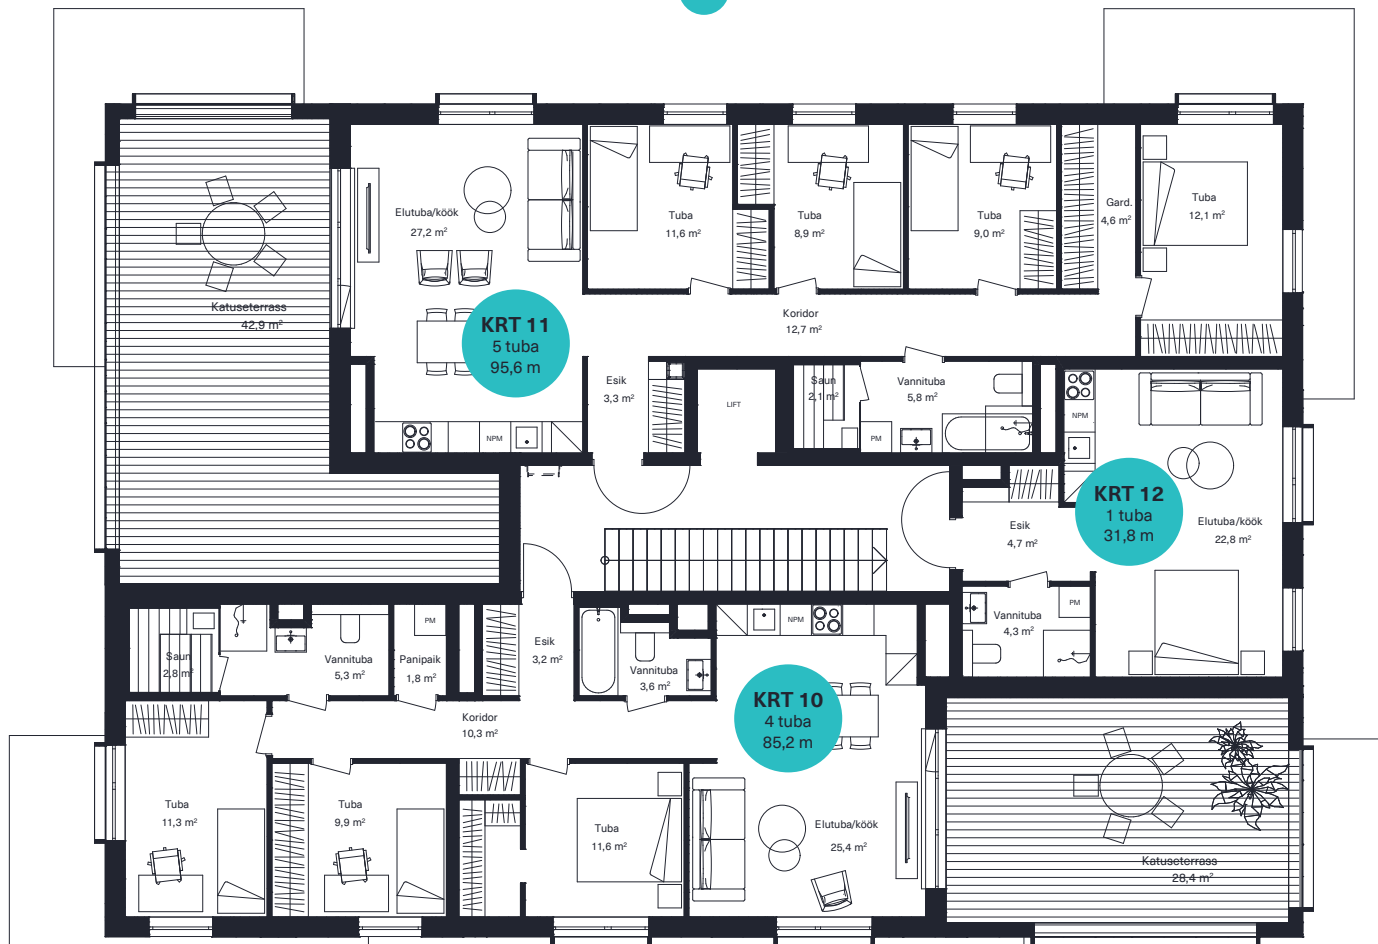 Elutuba/köök
27,2 m²
Tuba
11,6 m²
Tuba
8,9 m²
Tuba
9,0 m²
Gard.
4,6 m²
Tuba
12,1 m²
Katuseterrass
42,9 m²
KRT 11
5 tuba
95,6 m
Koridor
12,7 m²
Esik
3,3 m²
LIFT
Saun
2,1 m²
Vannituba
5,8 m²
PM
NPM
NPM
KRT 12
1 tuba
31,8 m
Elutuba/köök
22,8 m²
Esik
4,7 m²
Vannituba
4,3 m²
PM
Saun
2,8 m²
Vannituba
5,3 m²
PM
Panipaik
1,8 m²
Esik
3,2 m²
Vannituba
3,6 m²
NPM
KRT 10
4 tuba
85,2 m
Koridor
10,3 m²
Tuba
11,3 m²
Tuba
9,9 m²
Tuba
11,6 m²
Elutuba/köök
25,4 m²
Katuseterrass
28,4 m²